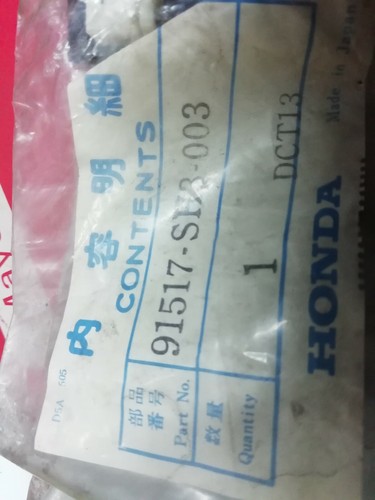 内容明細
CONTENTS
部品番号 Part No. 91517-SE3-003
数量 Quantity 1
DCT13
HONDA
Made in Japan